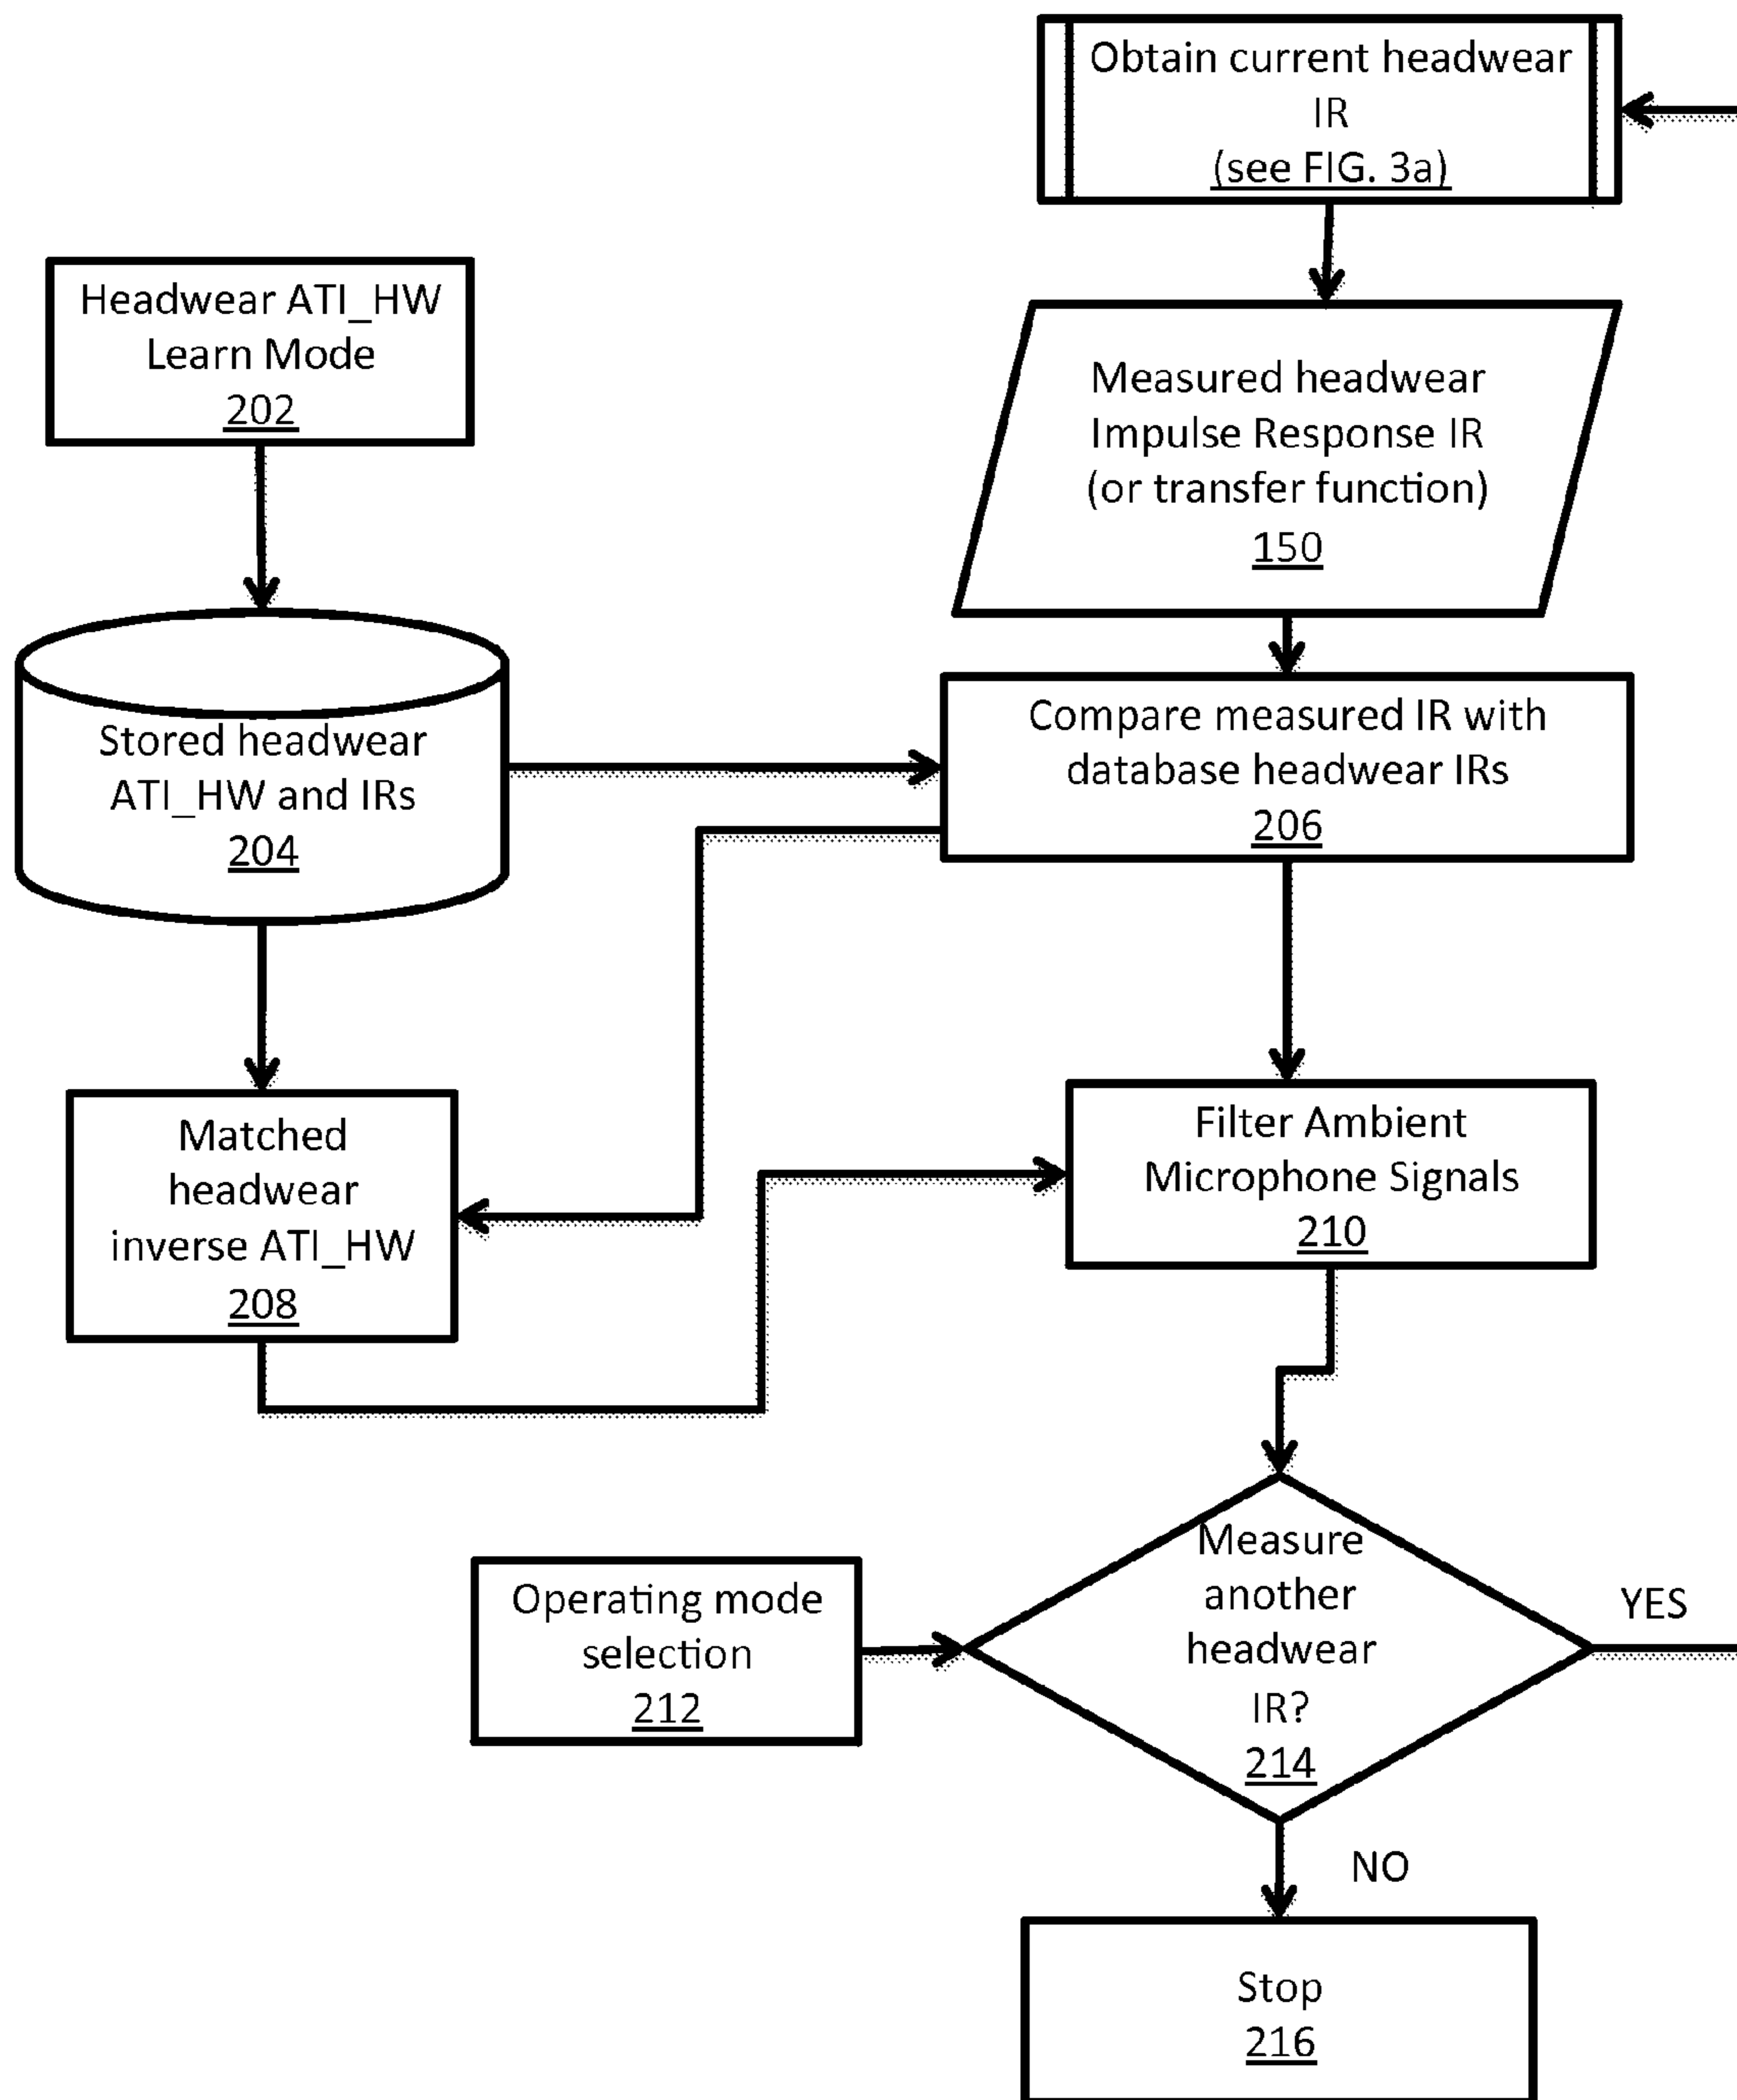 Obtain current headwear
IR
(see FIG. 3a)
Headwear ATI_HW
Learn Mode
202
Measured headwear
Impulse Response IR
(or transfer function)
150
Stored headwear
ATI_HW and IRs
204
Compare measured IR with
database headwear IRs
206
Matched
headwear
inverse ATI_HW
208
Filter Ambient
Microphone Signals
210
Operating mode
selection
212
Measure
another
headwear
IR?
214
YES
NO
Stop
216